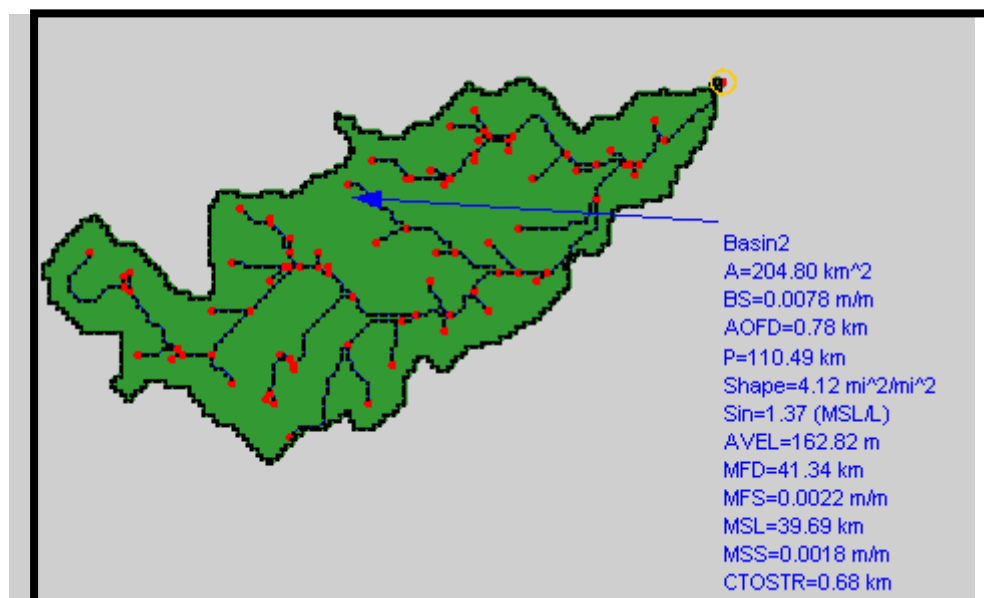 Basin2
A=204.80 km^2
BS=0.0078 m/m
AOFD=0.78 km
P=110.49 km
Shape=4.12 mi^2/mi^2
Sin=1.37 (MSL/L)
AVEL=162.82 m
MFD=41.34 km
MFS=0.0022 m/m
MSL=39.69 km
MSS=0.0018 m/m
CTOSTR=0.68 km